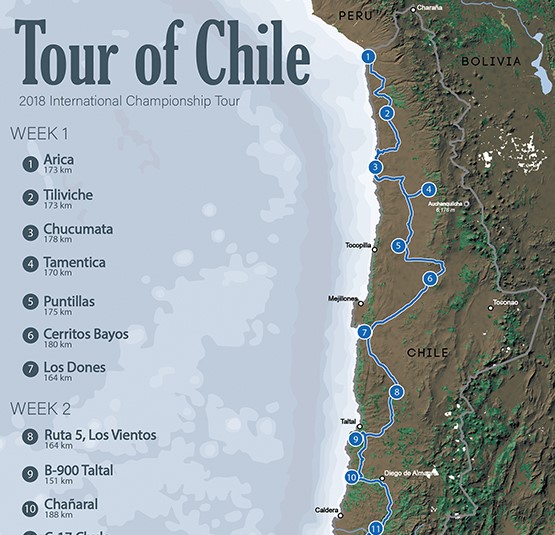 Tour of Chile
2018 International Championship Tour
WEEK 1
1 Arica
173 km
2 Tiliviche
173 km
3 Chucumata
178 km
4 Tamentica
170 km
5 Puntillas
175 km
6 Cerritos Bayos
180 km
7 Los Dones
164 km
WEEK 2
8 Ruta 5, Los Vientos
164 km
9 B-900 Taltal
151 km
10 Chañaral
188 km
PERU
Charaña
BOLIVIA
1
2
3
4
Auchanquilcha
6 176 m
5
Tocopilla
6
Mejillones
Toconao
7
CHILE
8
Taltal
9
10
Diego de Almagro
Caldera
11